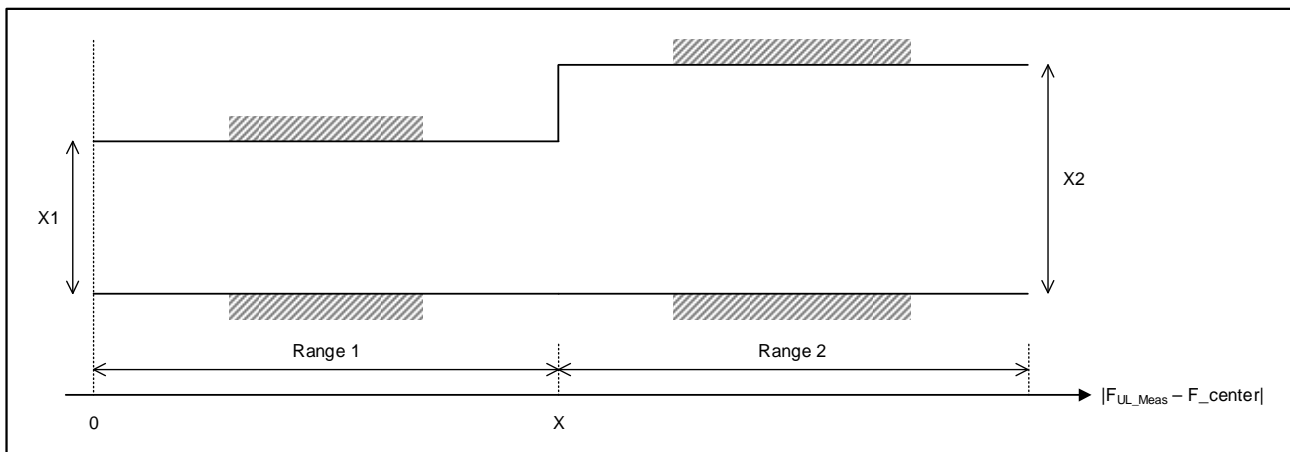 X1
X2
Range 1
Range 2
|F_UL_Meas – F_center|
0
X